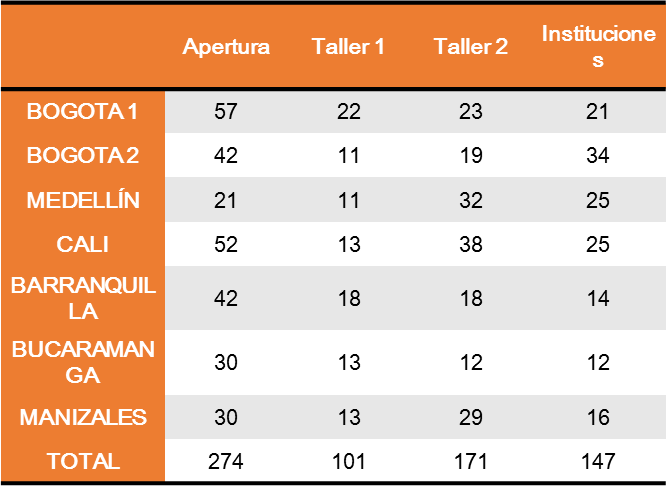 Apertura Taller 1 Taller 2 Institucione
s
BOGOTA 1 57 22 23 21
BOGOTA 2 42 11 19 34
MEDELLÍN 21 11 32 25
CALI 52 13 38 25
BARRANQUIL
LA 42 18 18 14
BUCARAMAN
GA 30 13 12 12
MANIZALES 30 13 29 16
TOTAL 274 101 171 147